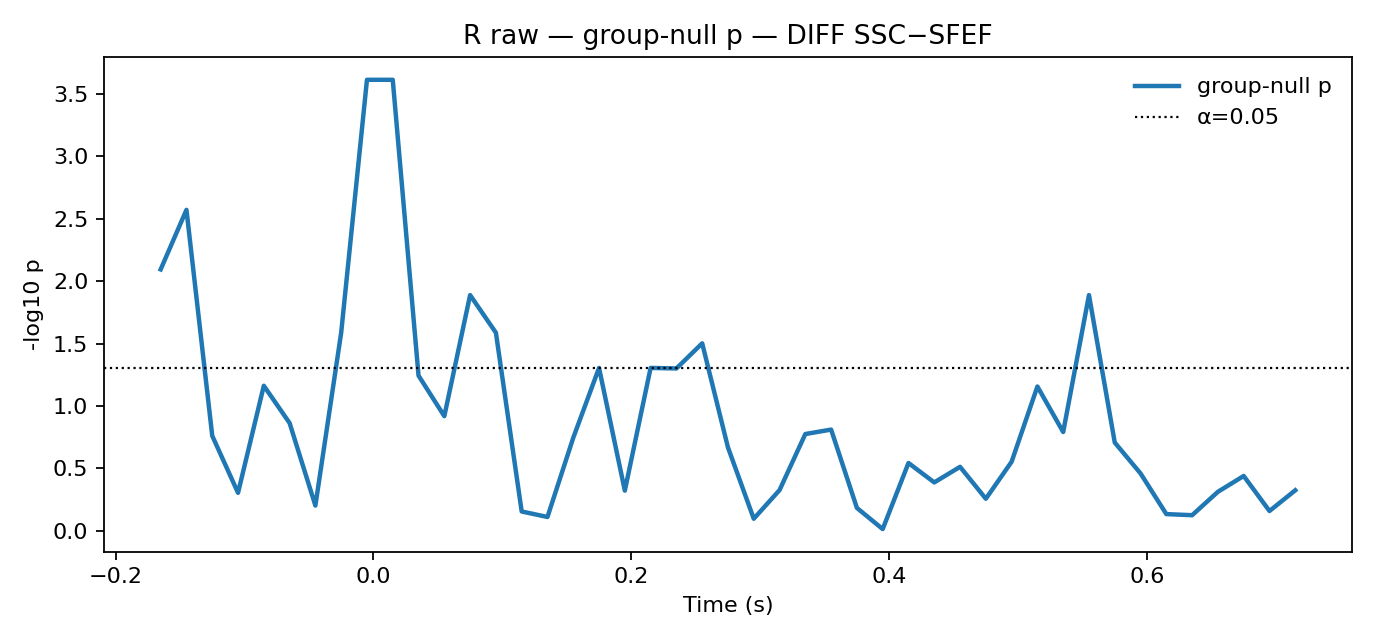 R raw — group-null p — DIFF SSC−SFEF
group-null p
α=0.05
-log10 p
3.5
3.0
2.5
2.0
1.5
1.0
0.5
0.0
−0.2
0.0
0.2
0.4
0.6
Time (s)